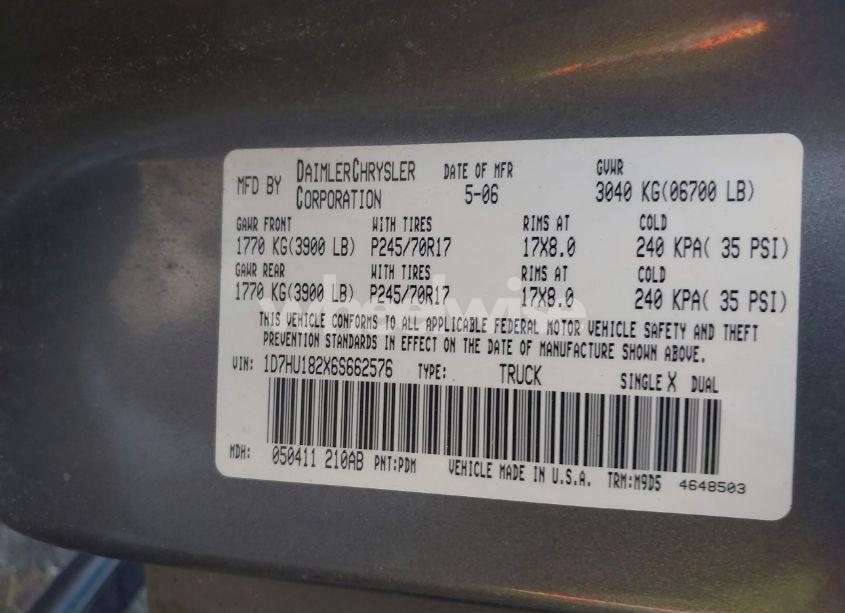 MFD BY DAIMLERCHRYSLER CORPORATION DATE OF MFR 5-06 GVWR 3040 KG(06700 LB)
GAWR FRONT WITH TIRES RIMS AT COLD
1770 KG(3900 LB) P245/70R17 17X8.0 240 KPA( 35 PSI)
GAWR REAR WITH TIRES RIMS AT COLD
1770 KG(3900 LB) P245/70R17 17X8.0 240 KPA( 35 PSI)
THIS VEHICLE CONFORMS TO ALL APPLICABLE FEDERAL MOTOR VEHICLE SAFETY AND THEFT
PREVENTION STANDARDS IN EFFECT ON THE DATE OF MANUFACTURE SHOWN ABOVE.
VIN: 1D7HU182X6S662576 TYPE: TRUCK SINGLE X DUAL
MDH: 050411 210AB PNT:PDM VEHICLE MADE IN U.S.A. TRM:M9D5 4648503
wheelwise